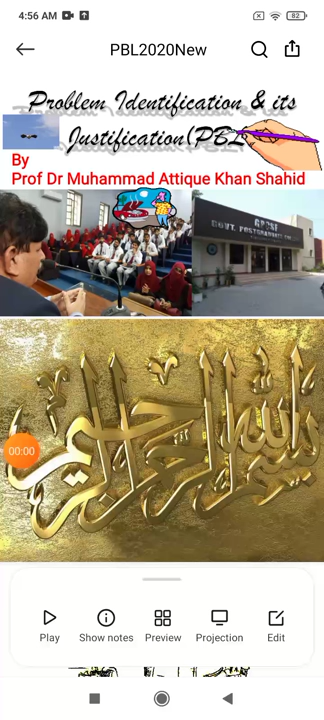 4:56 AM
82
PBL2020New
Problem Identification & its
Justification(PBL
By
Prof Dr Muhammad Attique Khan Shahid
GOVT. POSTGRADUATE
بسم الله الرحمن الرحيم
00:00
Play
Show notes
Preview
Projection
Edit